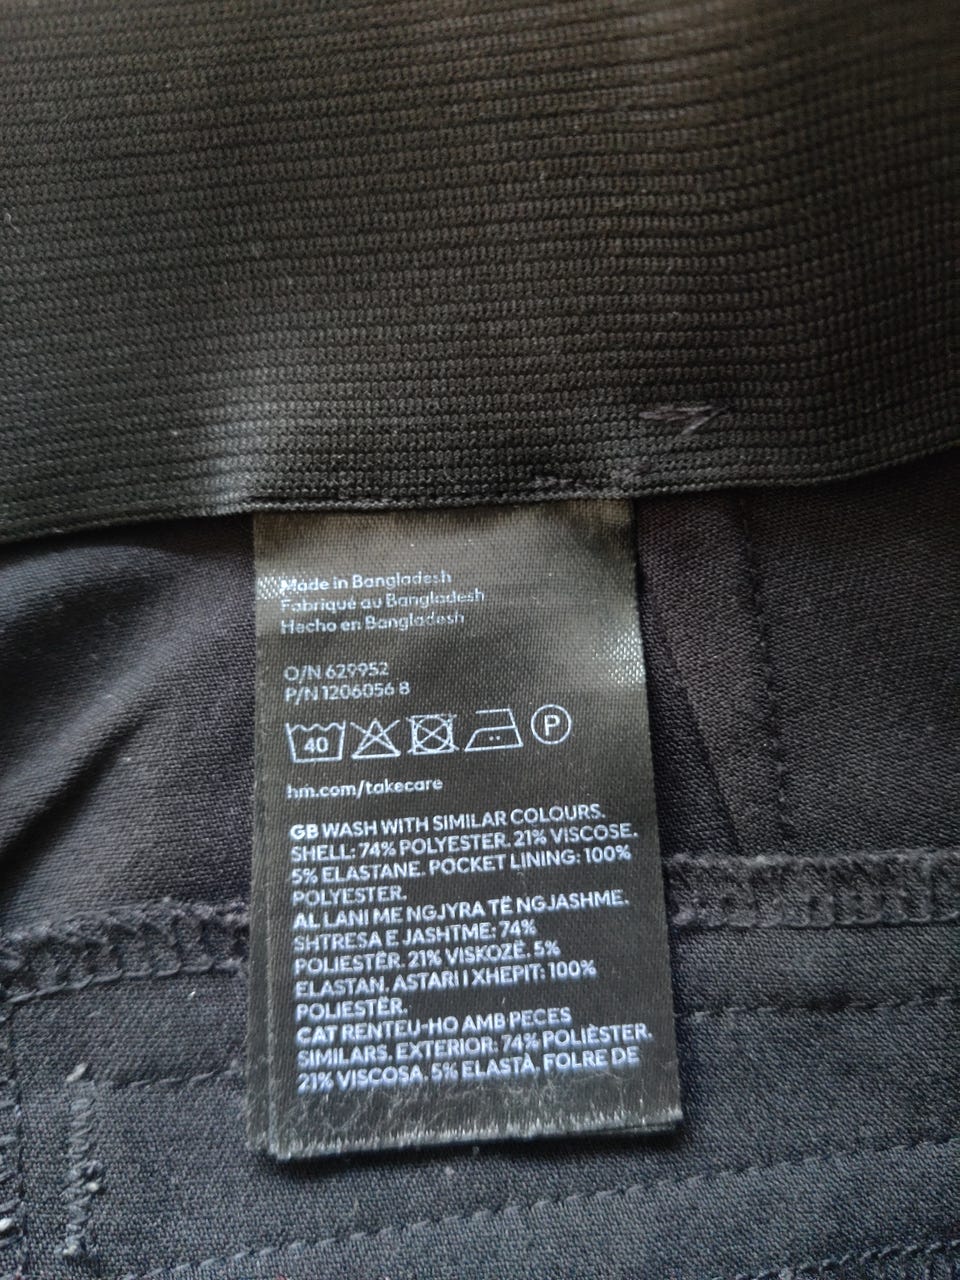 Made in Bangladesh
Fabriqué au Bangladesh
Hecho en Bangladesh
O/N 629952
P/N 1206056 8
40 P
hm.com/takecare
GB WASH WITH SIMILAR COLOURS.
SHELL: 74% POLYESTER. 21% VISCOSE.
5% ELASTANE. POCKET LINING: 100%
POLYESTER.
AL LANI ME NGJYRA TË NGJASHME.
SHTRESA E JASHTME: 74%
POLIESTËR. 21% VISKOZË. 5%
ELASTAN. ASTARI I XHEPIT: 100%
POLIESTËR.
CAT RENTEU-HO AMB PECES
SIMILARS. EXTERIOR: 74% POLIÈSTER.
21% VISCOSA. 5% ELASTÀ. FOLRE DE